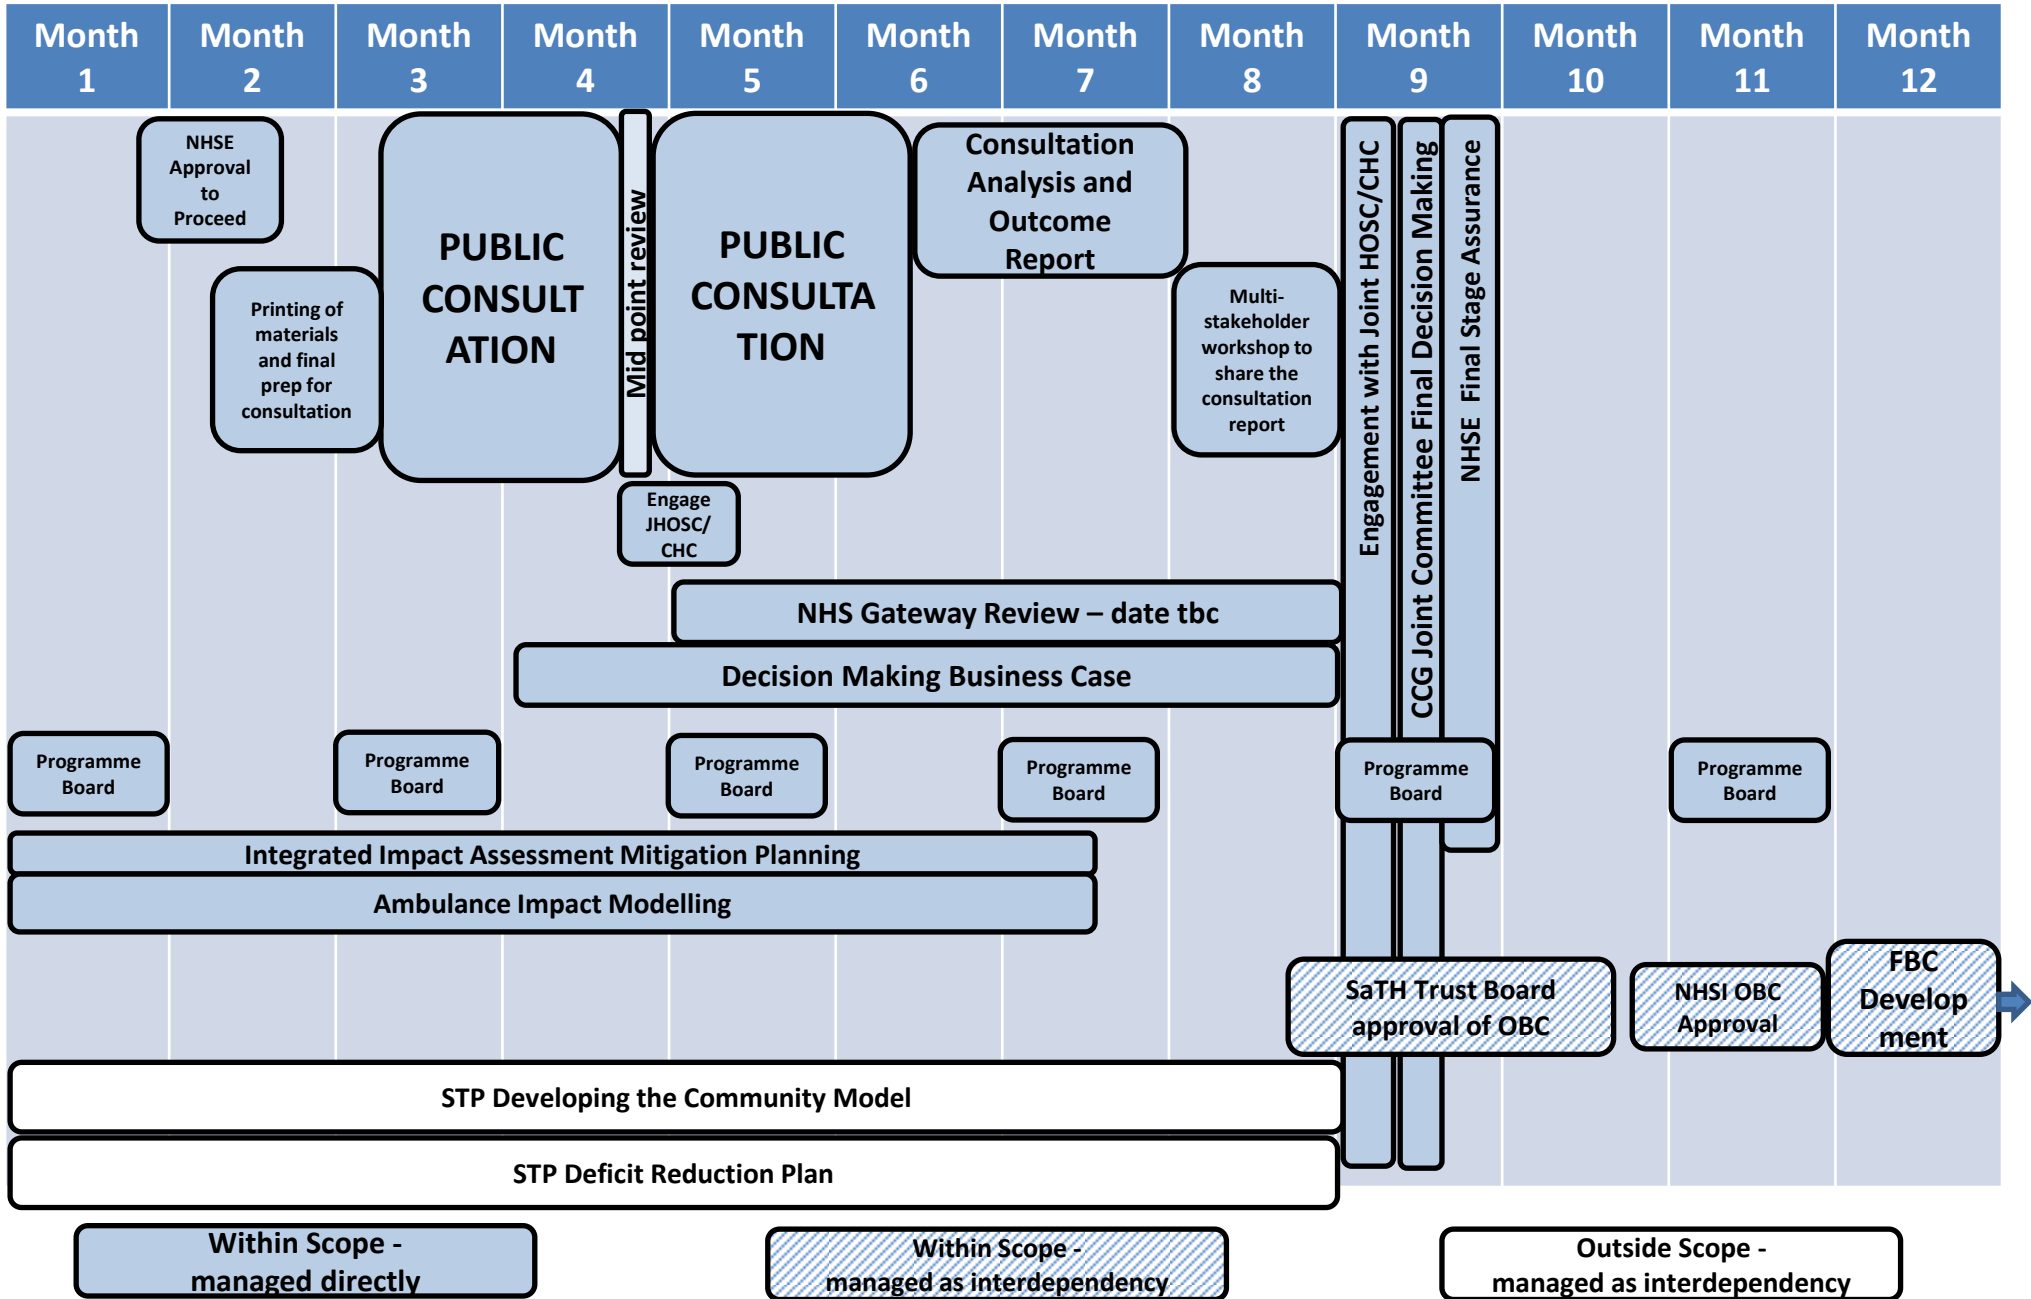 Month
1
Month
2
Month
3
Month
4
Month
5
Month
6
Month
7
Month
8
Month
9
Month
10
Month
11
Month
12
NHSE
Approval
to
Proceed
Printing of
materials
and final
prep for
consultation
PUBLIC
CONSULT
ATION
Mid point review
PUBLIC
CONSULTA
TION
Consultation
Analysis and
Outcome
Report
Multi-
stakeholder
workshop to
share the
consultation
report
Engagement with Joint HOSC/CHC
CCG Joint Committee Final Decision Making
NHSE Final Stage Assurance
Engage
JHOSC/
CHC
NHS Gateway Review – date tbc
Decision Making Business Case
Programme
Board
Programme
Board
Programme
Board
Programme
Board
Programme
Board
Programme
Board
Integrated Impact Assessment Mitigation Planning
Ambulance Impact Modelling
SaTH Trust Board
approval of OBC
NHSI OBC
Approval
FBC
Develop
ment
STP Developing the Community Model
STP Deficit Reduction Plan
Within Scope -
managed directly
Within Scope -
managed as interdependency
Outside Scope -
managed as interdependency